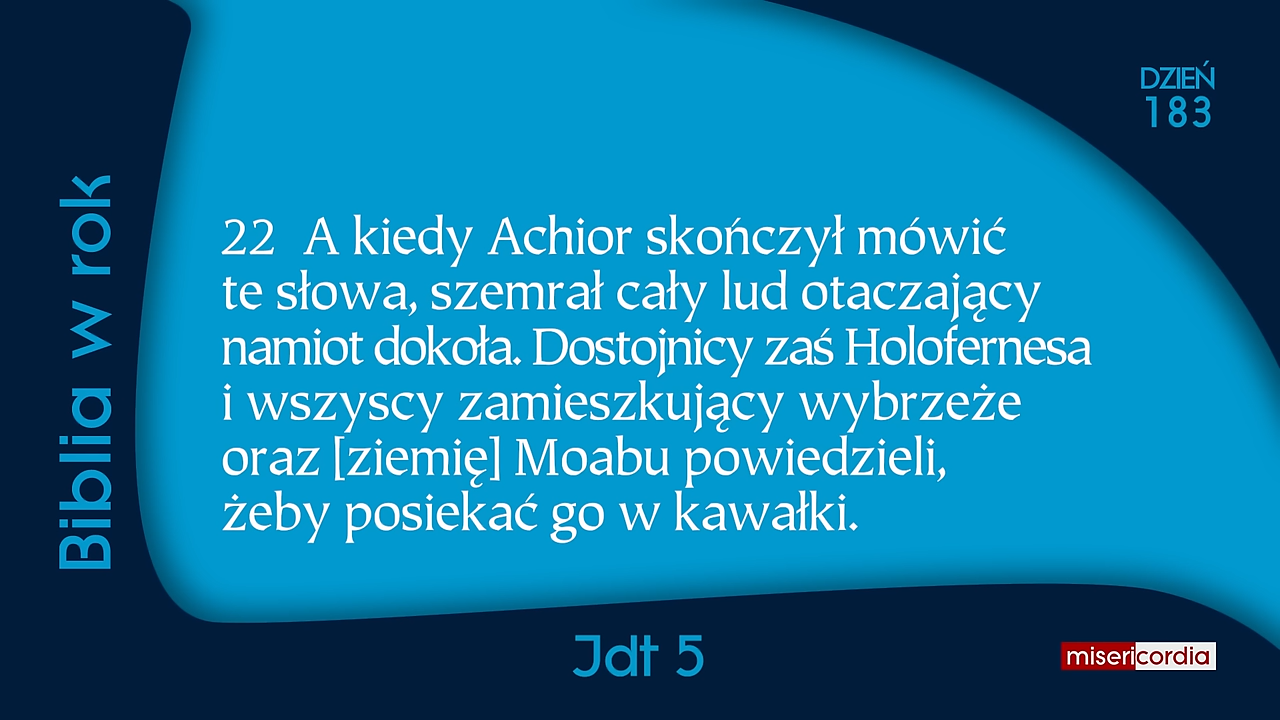 DZIEŃ
183
Biblia w rok
22 A kiedy Achior skończył mówić
te słowa, szemrał cały lud otaczający
namiot dokoła. Dostojnicy zaś Holofernesa
i wszyscy zamieszkujący wybrzeże
oraz [ziemię] Moabu powiedzieli,
żeby posiekać go w kawałki.
Jdt 5
misericordia